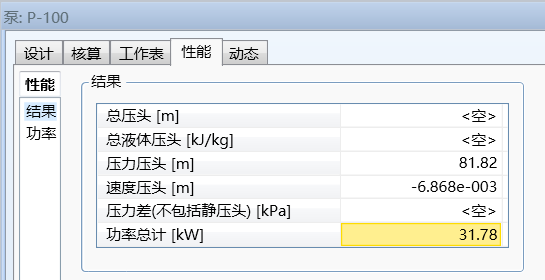 泵: P-100
设计 核算 工作表 性能 动态
性能
结果
功率
结果
总压头 [m] <空>
总液体压头 [kJ/kg] <空>
压力压头 [m] 81.82
速度压头 [m] -6.868e-003
压力差(不包括静压头) [kPa] <空>
功率总计 [kW] 31.78